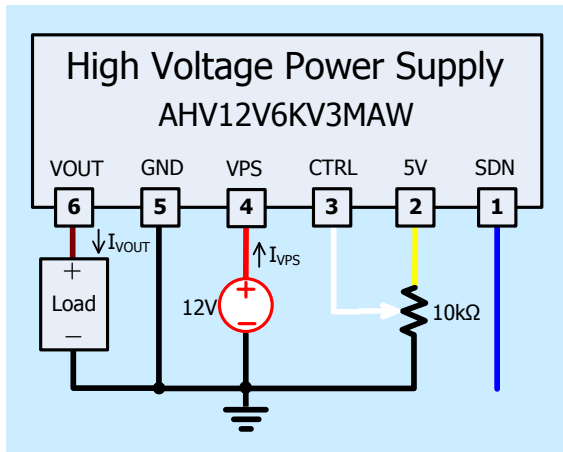 High Voltage Power Supply
AHV12V6KV3MAW
VOUT GND VPS CTRL 5V SDN
6 5 4 3 2 1
↓IVOUT ↑IVPS
+ +
Load 12V 10kΩ
− −